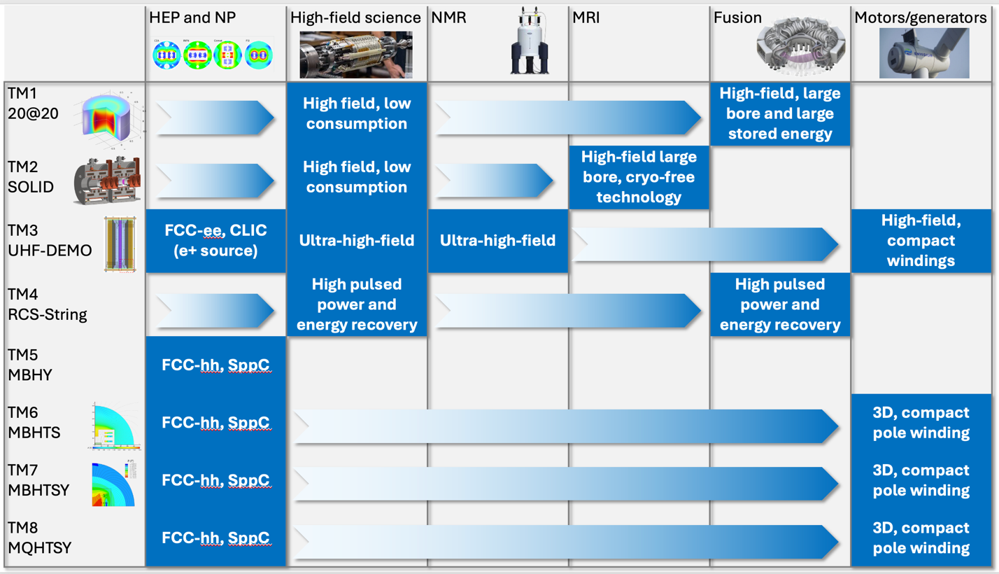 HEP and NP
High-field science
NMR
MRI
Fusion
Motors/generators
TM1
20@20
High field, low
consumption
High-field, large
bore and large
stored energy
TM2
SOLID
High field, low
consumption
High-field large
bore, cryo-free
technology
TM3
UHF-DEMO
FCC-ee, CLIC
(e+ source)
Ultra-high-field
Ultra-high-field
High-field,
compact
windings
TM4
RCS-String
High pulsed
power and
energy recovery
High pulsed
power and
energy recovery
TM5
MBHY
FCC-hh, SppC
TM6
MBHTS
FCC-hh, SppC
3D, compact
pole winding
TM7
MBHTSY
FCC-hh, SppC
3D, compact
pole winding
TM8
MQHTSY
FCC-hh, SppC
3D, compact
pole winding